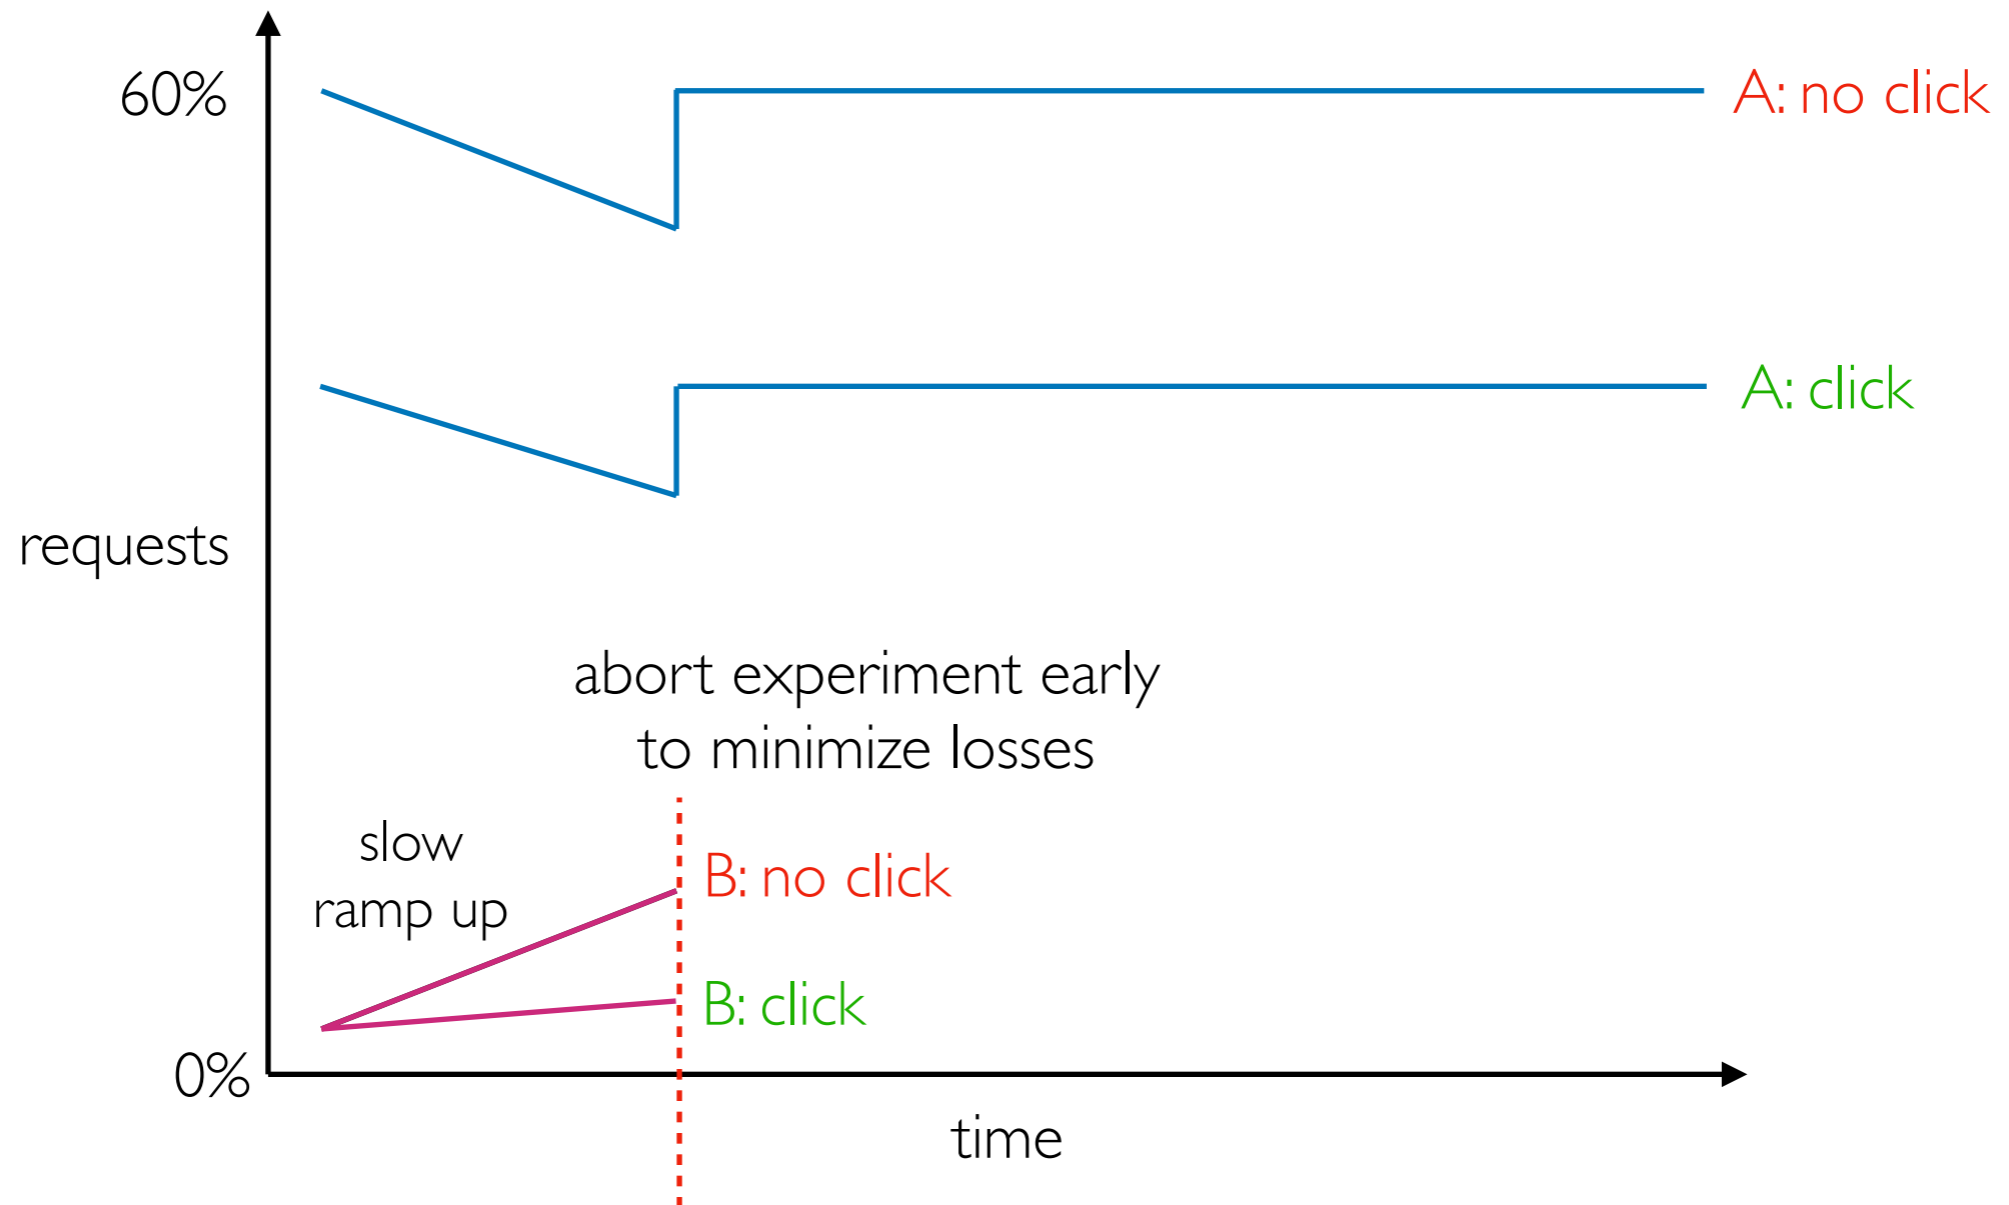 60%
A: no click
A: click
requests
abort experiment early
to minimize losses
slow
ramp up
B: no click
B: click
0%
time